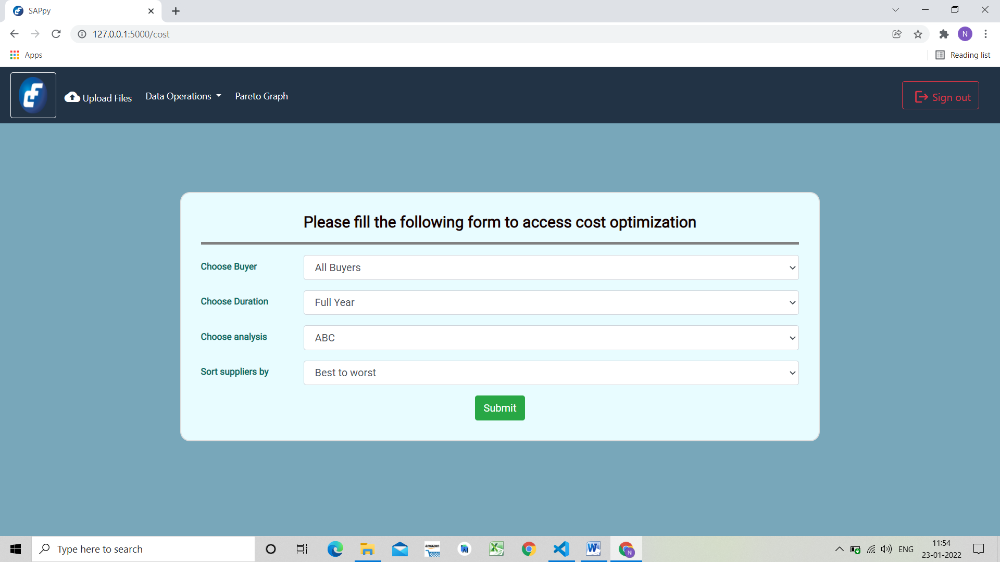 SAPpy
127.0.0.1:5000/cost
N
Apps
Reading list
Upload Files
Data Operations
Pareto Graph
Sign out
Please fill the following form to access cost optimization
Choose Buyer
All Buyers
Choose Duration
Full Year
Choose analysis
ABC
Sort suppliers by
Best to worst
Submit
Type here to search
amazon
N
ENG
11:54
23-01-2022